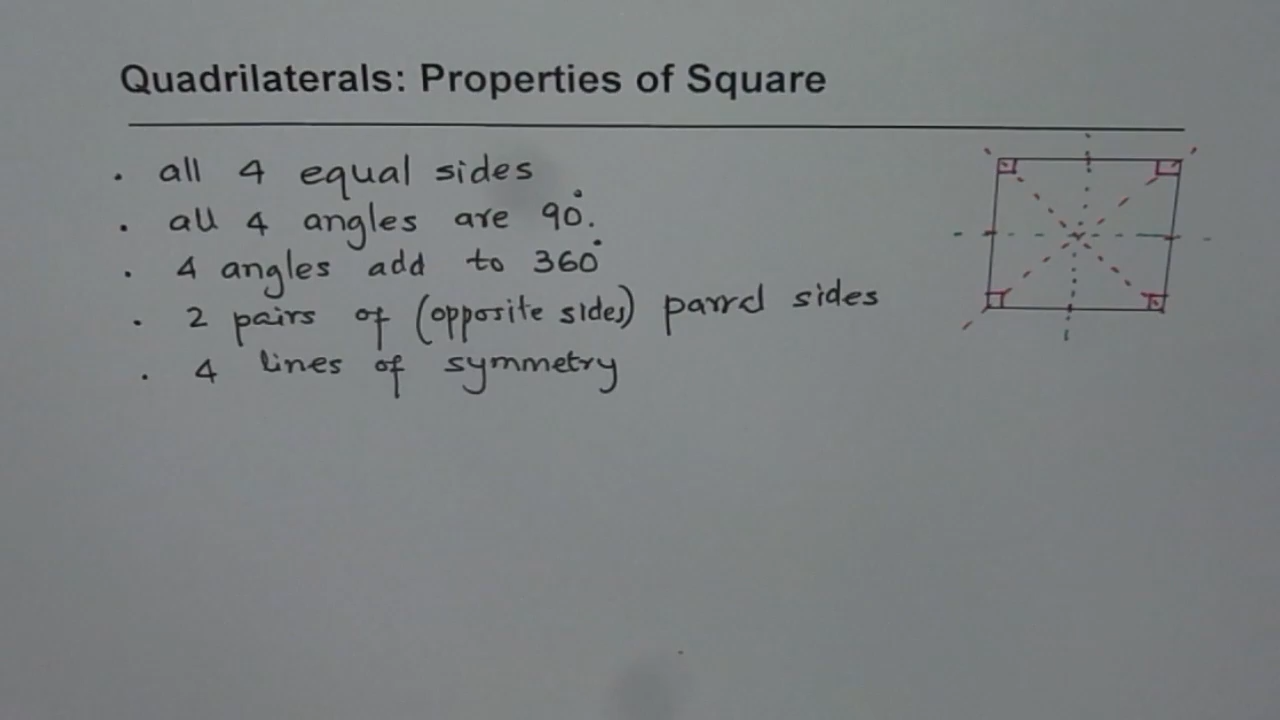 Quadrilaterals: Properties of Square
. all 4 equal sides
. all 4 angles are 90°.
. 4 angles add to 360°
. 2 pairs of (opposite sides) sides
. 4 lines of symmetry